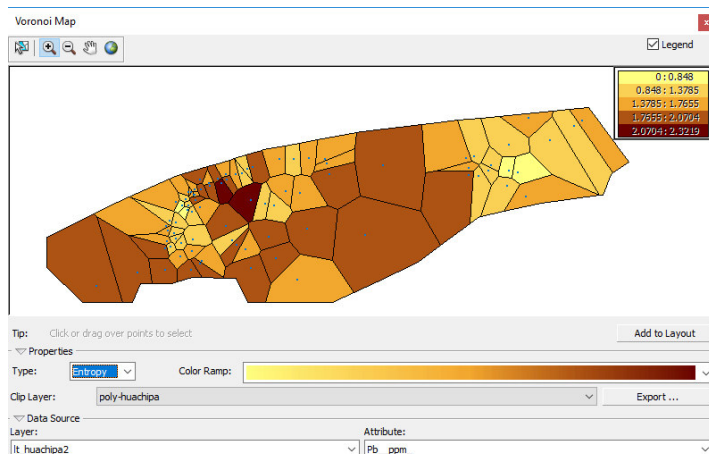 Voronoi Map
x
Legend
0 : 0.848
0.848 : 1.3785
1.3785 : 1.7655
1.7655 : 2.0704
2.0704 : 2.3219
Tip: Click or drag over points to select Add to Layout
Properties
Type: Entropy Color Ramp:
Clip Layer: poly-huachipa Export ...
Data Source
Layer: Attribute:
lt_huachipa2 Pb__ppm